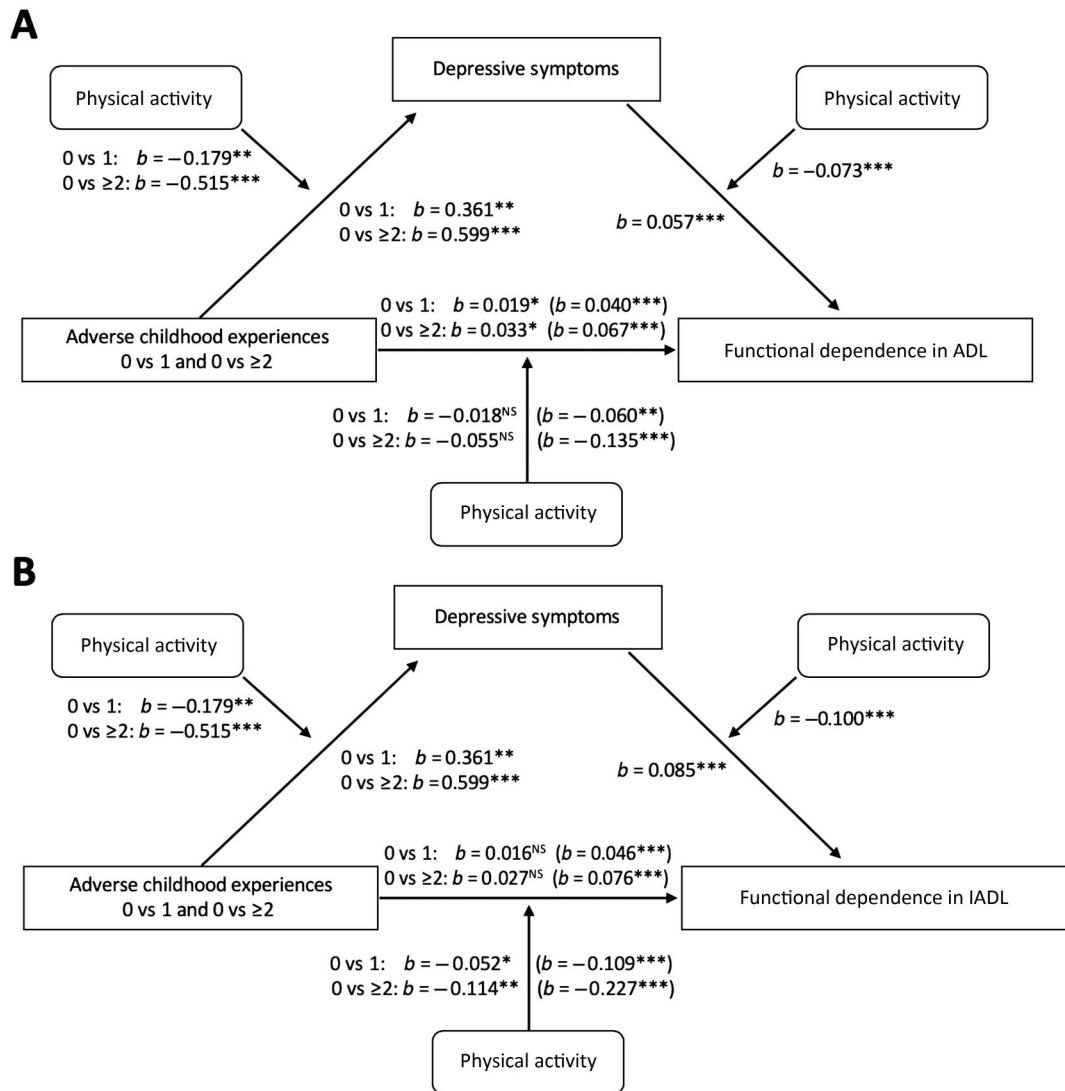 A
Depressive symptoms
Physical activity
Physical activity
0 vs 1: b = −0.179**
0 vs ≥2: b = −0.515***
b = −0.073***
0 vs 1: b = 0.361**
0 vs ≥2: b = 0.599***
b = 0.057***
0 vs 1: b = 0.019* (b = 0.040***)
0 vs ≥2: b = 0.033* (b = 0.067***)
Adverse childhood experiences
0 vs 1 and 0 vs ≥2
Functional dependence in ADL
0 vs 1: b = −0.018NS (b = −0.060**)
0 vs ≥2: b = −0.055NS (b = −0.135***)
Physical activity
B
Depressive symptoms
Physical activity
Physical activity
0 vs 1: b = −0.179**
0 vs ≥2: b = −0.515***
b = −0.100***
0 vs 1: b = 0.361**
0 vs ≥2: b = 0.599***
b = 0.085***
0 vs 1: b = 0.016NS (b = 0.046***)
0 vs ≥2: b = 0.027NS (b = 0.076***)
Adverse childhood experiences
0 vs 1 and 0 vs ≥2
Functional dependence in IADL
0 vs 1: b = −0.052* (b = −0.109***)
0 vs ≥2: b = −0.114** (b = −0.227***)
Physical activity